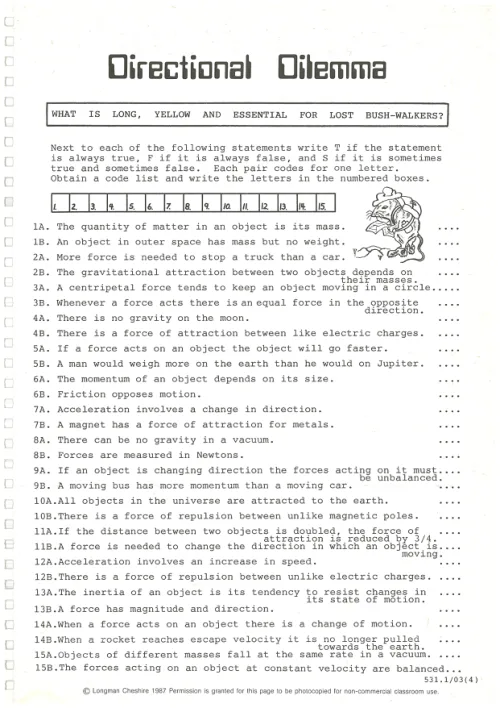 Directional Dilemma
WHAT IS LONG, YELLOW AND ESSENTIAL FOR LOST BUSH-WALKERS?
Next to each of the following statements write T if the statement
is always true, F if it is always false, and S if it is sometimes
true and sometimes false. Each pair codes for one letter.
Obtain a code list and write the letters in the numbered boxes.
1. 2. 3. 4. 5. 6. 7. 8. 9. 10. 11. 12. 13. 14. 15.
1A. The quantity of matter in an object is its mass. ....
1B. An object in outer space has mass but no weight. ....
2A. More force is needed to stop a truck than a car. ....
2B. The gravitational attraction between two objects depends on ....
their masses.
3A. A centripetal force tends to keep an object moving in a circle.....
3B. Whenever a force acts there is an equal force in the opposite ....
direction.
4A. There is no gravity on the moon. ....
4B. There is a force of attraction between like electric charges. ....
5A. If a force acts on an object the object will go faster. ....
5B. A man would weigh more on the earth than he would on Jupiter. ....
6A. The momentum of an object depends on its size. ....
6B. Friction opposes motion. ....
7A. Acceleration involves a change in direction. ....
7B. A magnet has a force of attraction for metals. ....
8A. There can be no gravity in a vacuum. ....
8B. Forces are measured in Newtons. ....
9A. If an object is changing direction the forces acting on it must....
be unbalanced.
9B. A moving bus has more momentum than a moving car. ....
10A.All objects in the universe are attracted to the earth. ....
10B.There is a force of repulsion between unlike magnetic poles. ....
11A.If the distance between two objects is doubled, the force of ....
attraction is reduced by 3/4.
11B.A force is needed to change the direction in which an object is....
moving.
12A.Acceleration involves an increase in speed. ....
12B.There is a force of repulsion between unlike electric charges. ....
13A.The inertia of an object is its tendency to resist changes in ....
its state of motion.
13B.A force has magnitude and direction. ....
14A.When a force acts on an object there is a change of motion. ....
14B.When a rocket reaches escape velocity it is no longer pulled ....
towards the earth.
15A.Objects of different masses fall at the same rate in a vacuum. ....
15B.The forces acting on an object at constant velocity are balanced...
531.1/03(4)
© Longman Cheshire 1987 Permission is granted for this page to be photocopied for non-commercial classroom use.